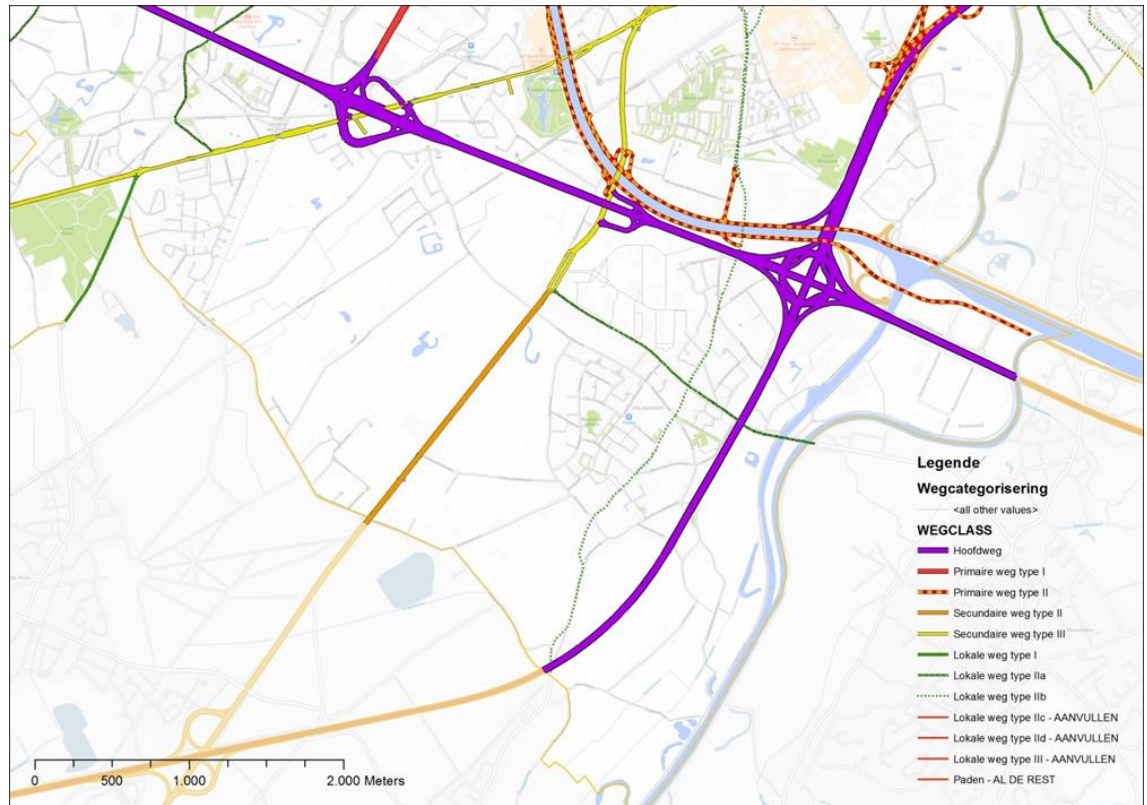 Legende
Wegcategorisering
<all other values>
WEGCLASS
Hoofdweg
Primaire weg type I
Primaire weg type II
Secundaire weg type II
Secundaire weg type III
Lokale weg type I
Lokale weg type IIa
Lokale weg type IIb
Lokale weg type IIc - AANVULLEN
Lokale weg type IId - AANVULLEN
Lokale weg type III - AANVULLEN
Paden - AL DE REST
0 500 1.000 2.000 Meters